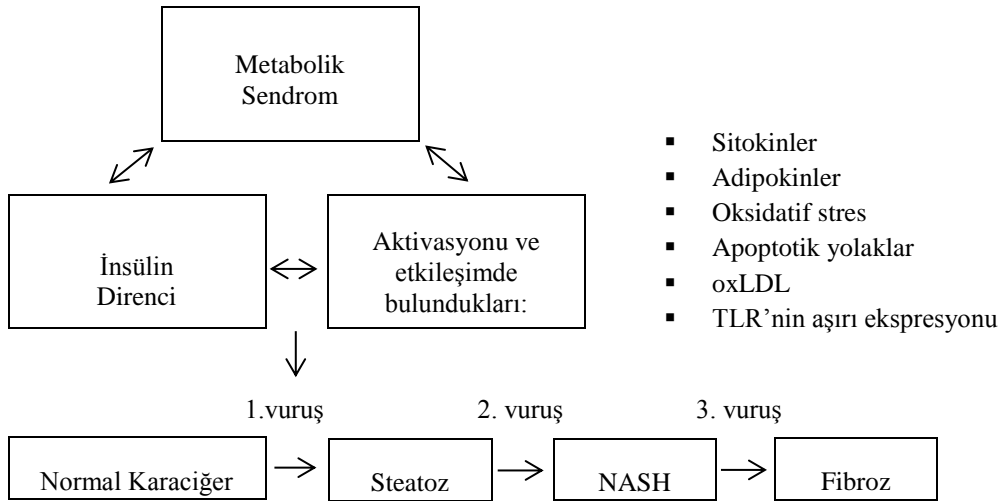 Metabolik
Sendrom
İnsülin
Direnci
Aktivasyonu ve
etkileşimde
bulundukları:
▪ Sitokinler
▪ Adipokinler
▪ Oksidatif stres
▪ Apoptotik yolaklar
▪ oxLDL
▪ TLR’nin aşırı ekspresyonu
1.vuruş 2. vuruş 3. vuruş
Normal Karaciğer Steatoz NASH Fibroz